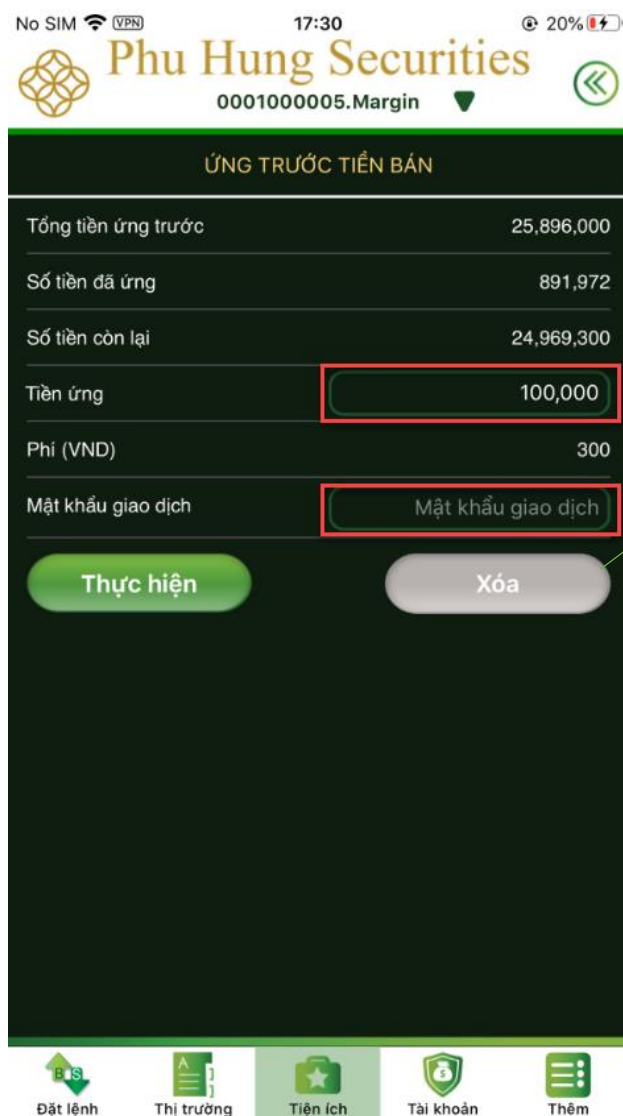 No SIM VPN 17:30 20%
Phu Hung Securities
0001000005.Margin
ỨNG TRƯỚC TIỀN BÁN
Tổng tiền ứng trước 25,896,000
Số tiền đã ứng 891,972
Số tiền còn lại 24,969,300
Tiền ứng 100,000
Phí (VND) 300
Mật khẩu giao dịch Mật khẩu giao dịch
Thực hiện Xóa
Đặt lệnh Thị trường Tiện ích Tài khoản Thêm